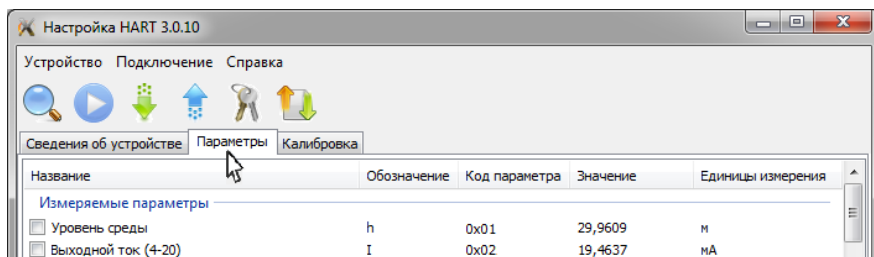 Настройка HART 3.0.10
Устройство Подключение Справка
Сведения об устройстве Параметры Калибровка
Название Обозначение Код параметра Значение Единицы измерения
Измеряемые параметры
Уровень среды h 0x01 29,9609 м
Выходной ток (4-20) I 0x02 19,4637 мА